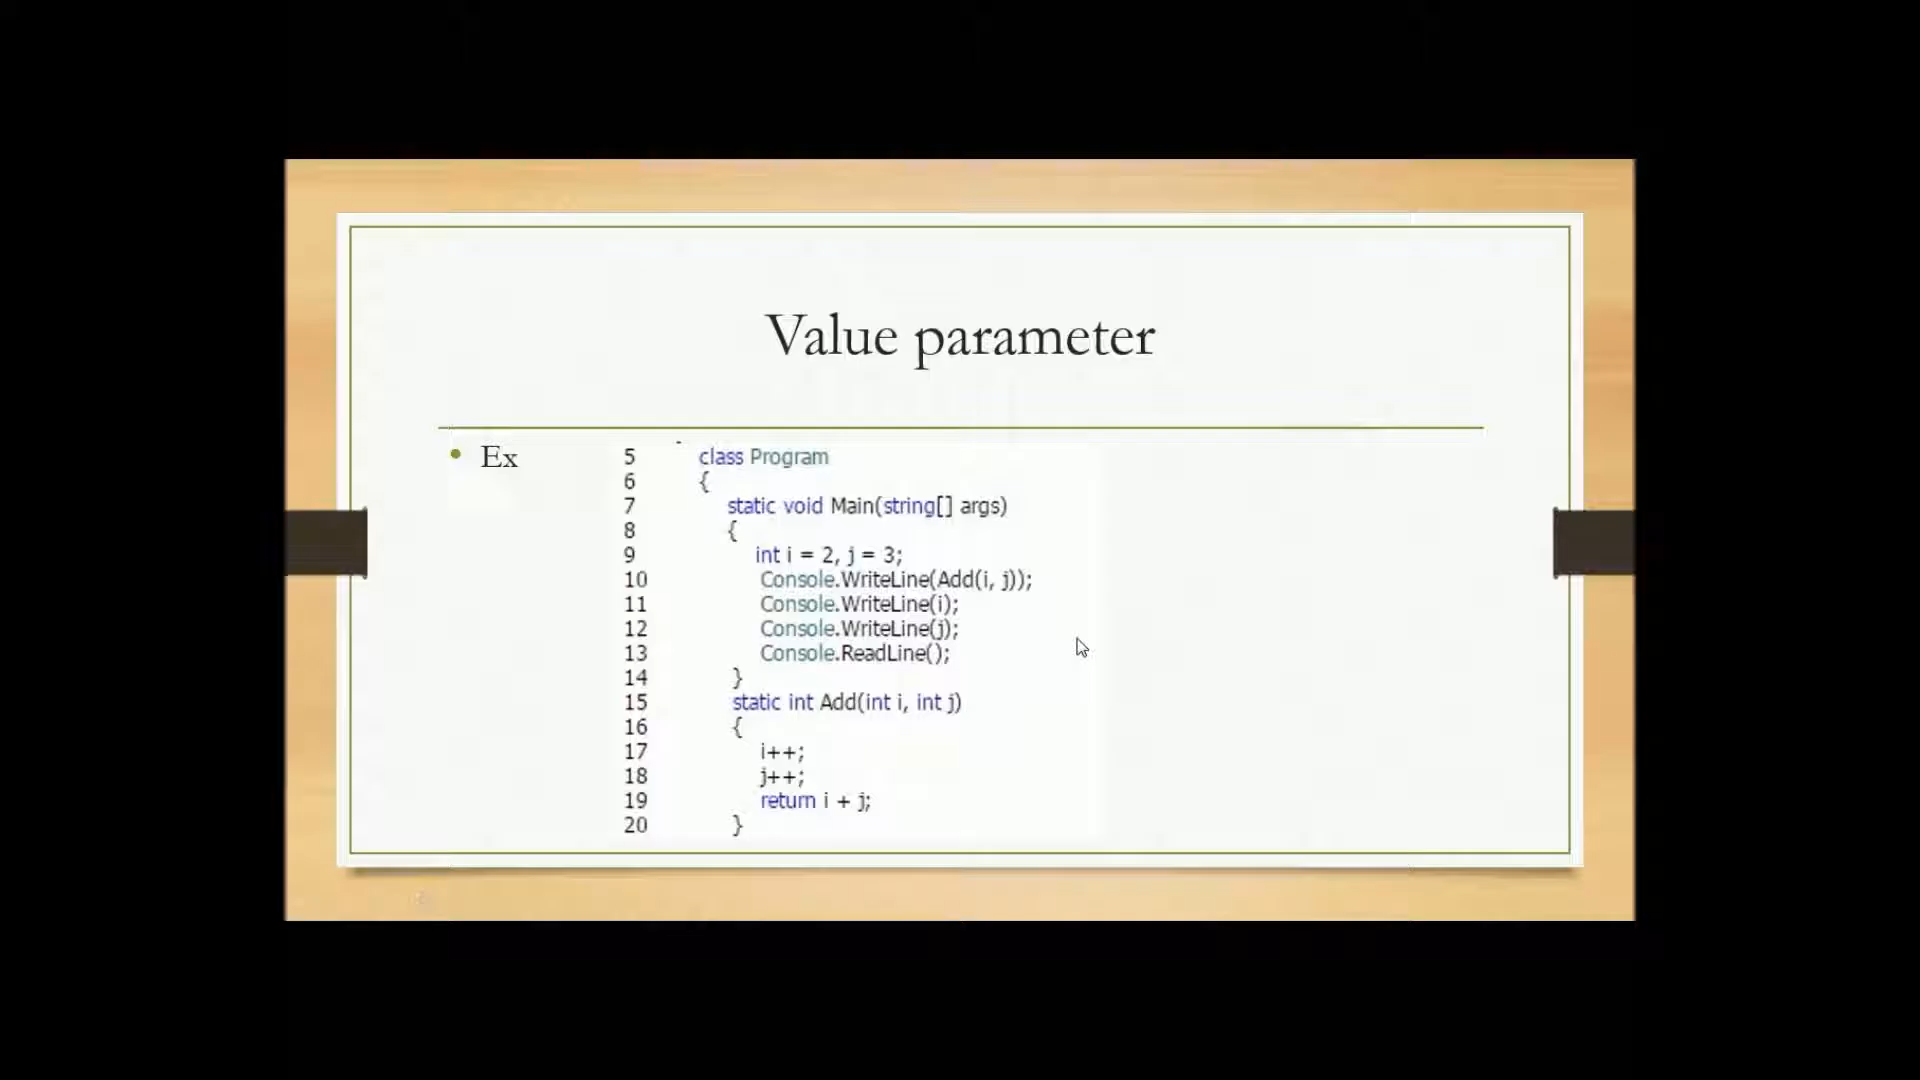 Value parameter
• Ex
5 class Program
6 {
7 static void Main(string[] args)
8 {
9 int i = 2, j = 3;
10 Console.WriteLine(Add(i, j));
11 Console.WriteLine(i);
12 Console.WriteLine(j);
13 Console.ReadLine();
14 }
15 static int Add(int i, int j)
16 {
17 i++;
18 j++;
19 return i + j;
20 }